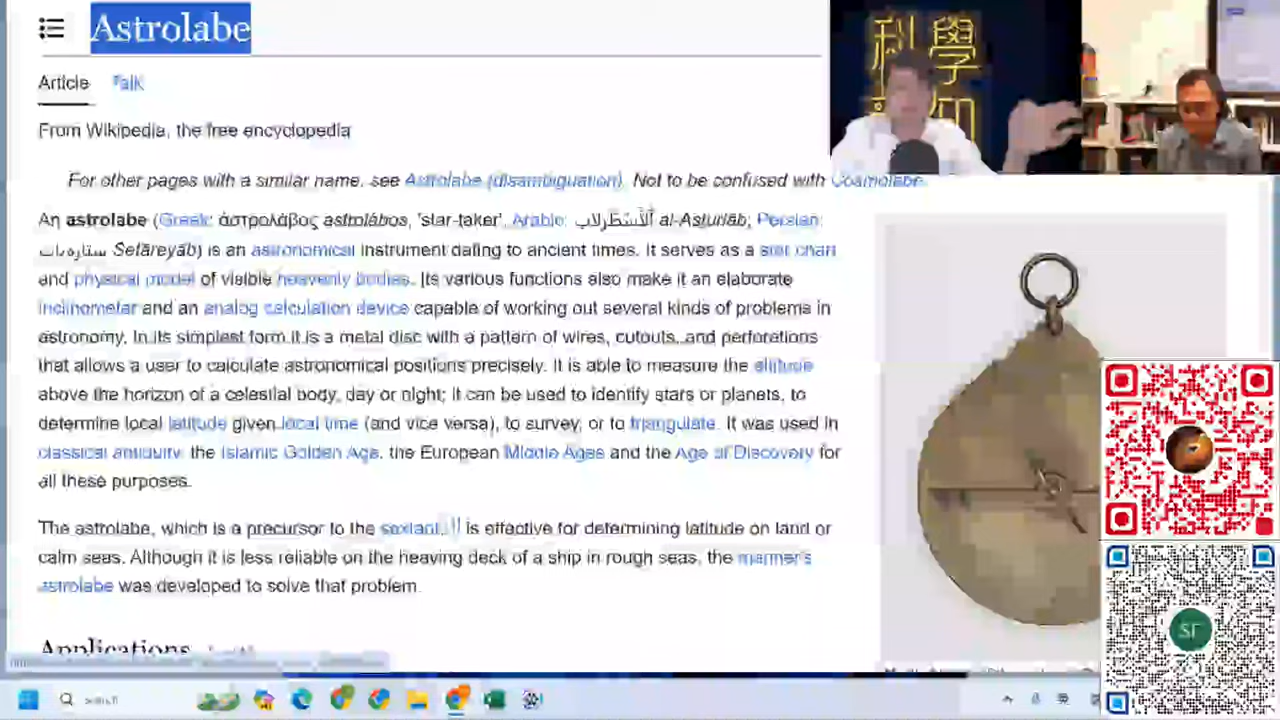 Astrolabe
Article Talk
From Wikipedia, the free encyclopedia
For other pages with a similar name, see Astrolabe (disambiguation). Not to be confused with Cosmolabe.
An astrolabe (Greek: ἀστρολάβος astrolábos, 'star-taker', Arabic: ٱلأَسْطُرلاب al-Asṭurlāb; Persian:
ستاره‌یاب Setāreyāb) is an astronomical instrument dating to ancient times. It serves as a star chart
and physical model of visible heavenly bodies. Its various functions also make it an elaborate
inclinometer and an analog calculation device capable of working out several kinds of problems in
astronomy. In its simplest form it is a metal disc with a pattern of wires, cutouts, and perforations
that allows a user to calculate astronomical positions precisely. It is able to measure the altitude
above the horizon of a celestial body, day or night; it can be used to identify stars or planets, to
determine local latitude given local time (and vice versa), to survey, or to triangulate. It was used in
classical antiquity, the Islamic Golden Age, the European Middle Ages and the Age of Discovery for
all these purposes.
The astrolabe, which is a precursor to the sextant,[1] is effective for determining latitude on land or
calm seas. Although it is less reliable on the heaving deck of a ship in rough seas, the mariner's
astrolabe was developed to solve that problem.
Applications
Search
科學